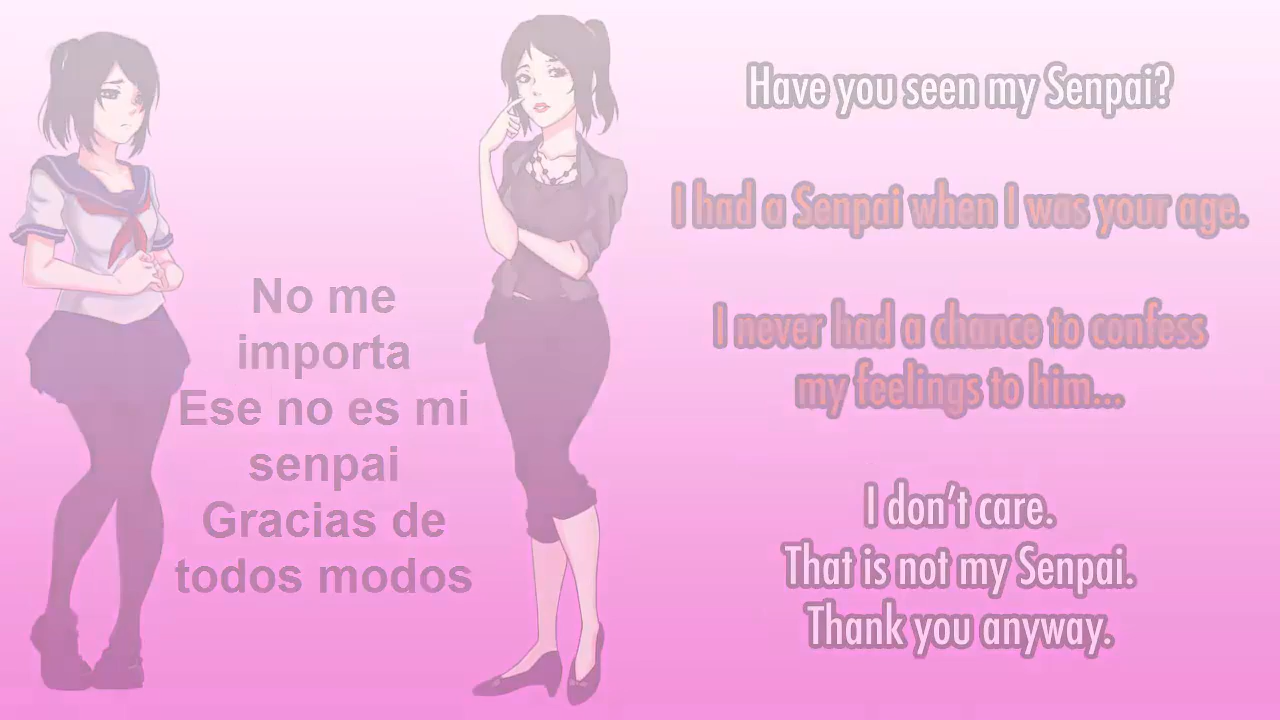 No me
importa
Ese no es mi
senpai
Gracias de
todos modos
Have you seen my Senpai?
I had a Senpai when I was your age.
I never had a chance to confess
my feelings to him...
I don't care.
That is not my Senpai.
Thank you anyway.